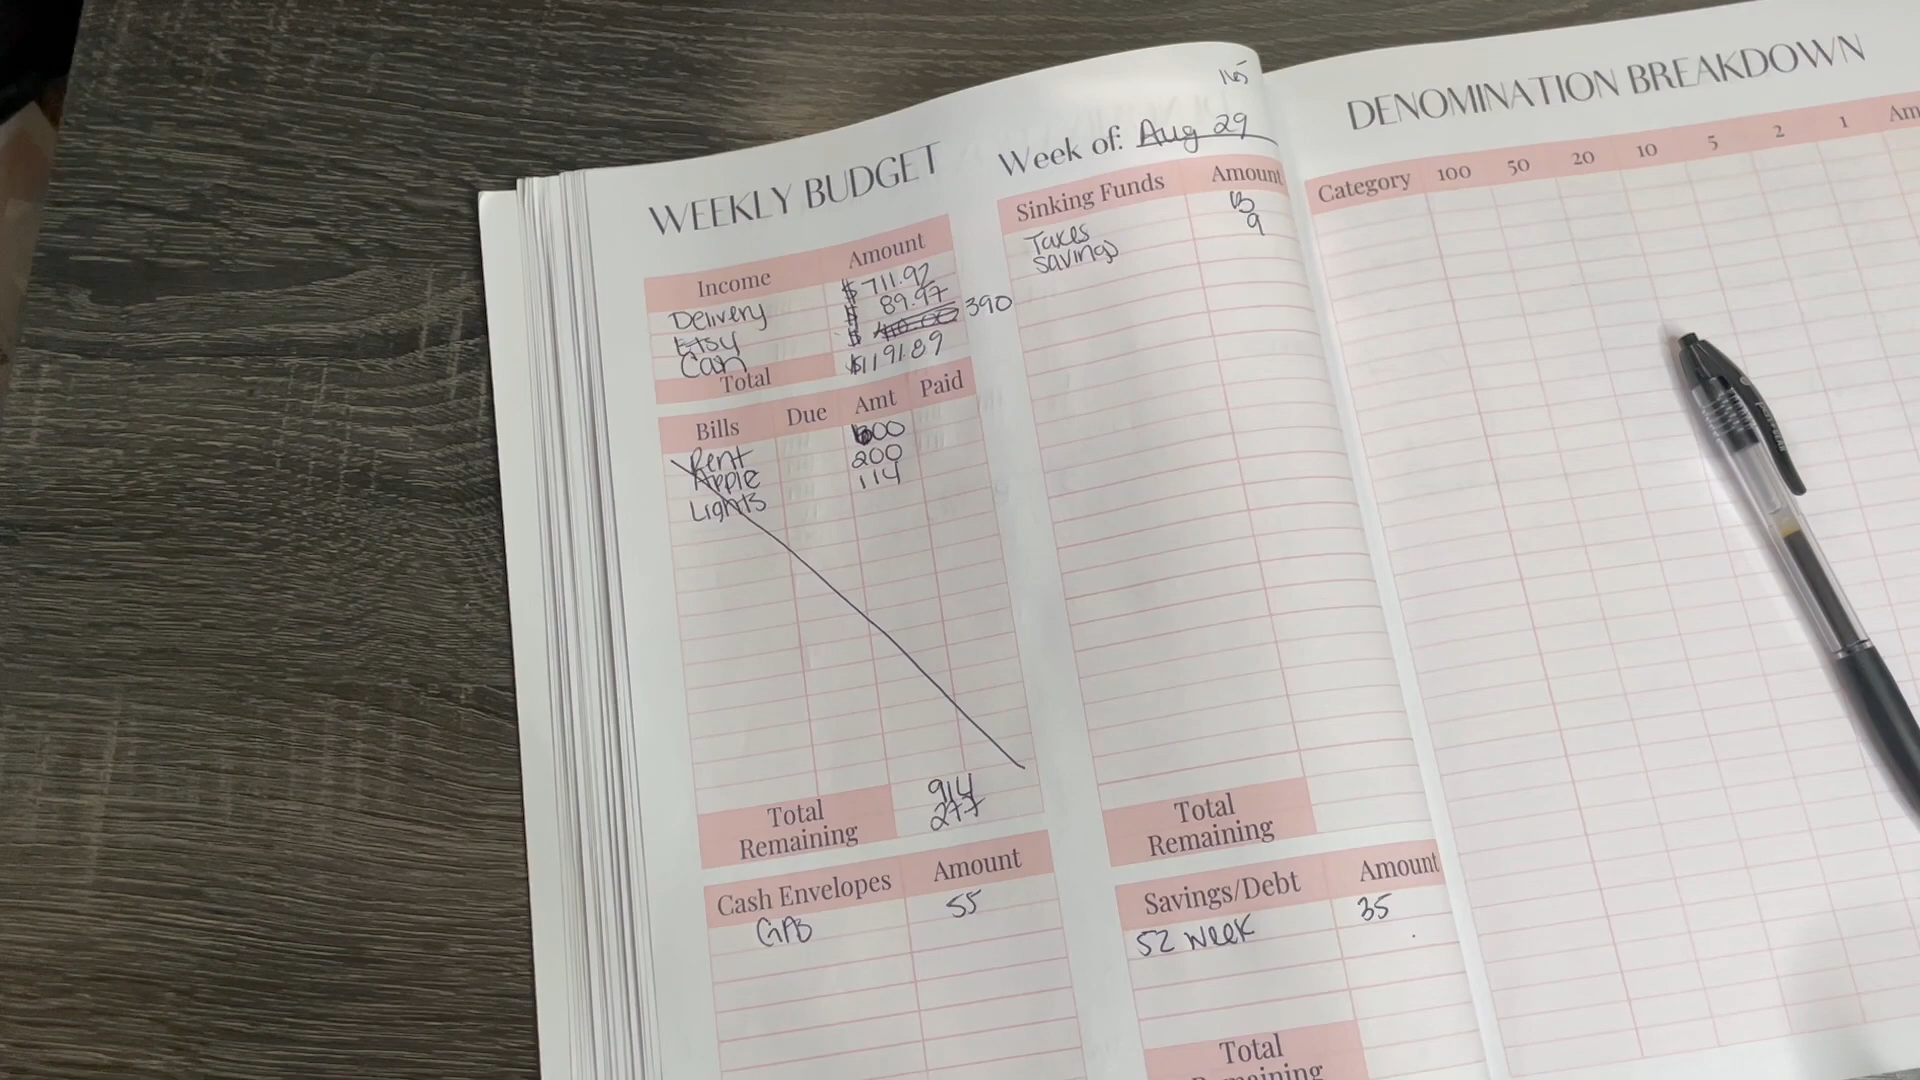 165
WEEKLY BUDGET
Week of: Aug 29
Income Amount
Delivery $711.92
Etsy $ 89.97
Cash $ 390
Total $1191.89
Bills Due Amt Paid
Rent 600
Apple 200
Lights 114
Total 914
Remaining 277
Cash Envelopes Amount
GAB 55
Sinking Funds Amount
Taxes 13
Savings 9
Total
Remaining
Savings/Debt Amount
52 week 35
Total
DENOMINATION BREAKDOWN
Category 100 50 20 10 5 2 1 Am